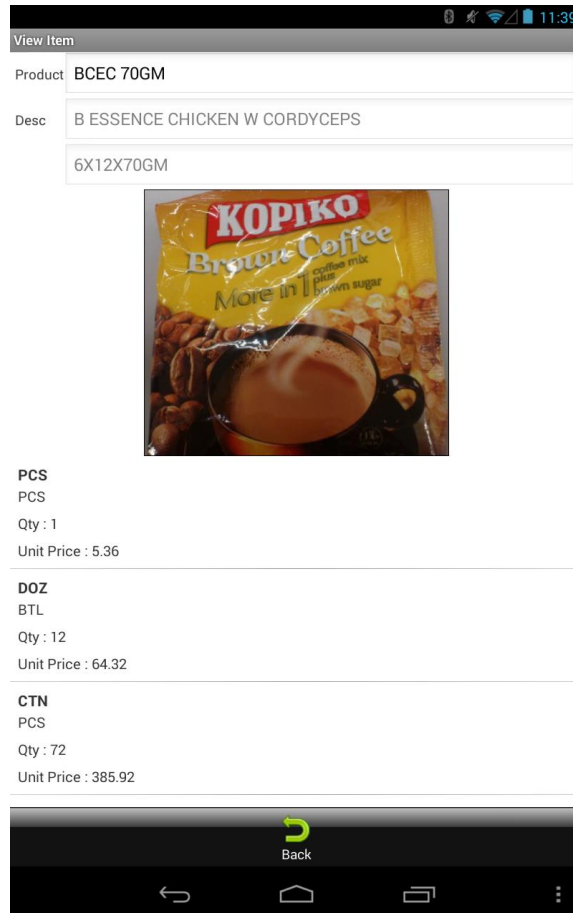 11:39
View Item
Product BCEC 70GM
Desc B ESSENCE CHICKEN W CORDYCEPS
6X12X70GM
KOPIKO
Brown Coffee
More in 1 coffee mix
plus
brown sugar
PCS
PCS
Qty : 1
Unit Price : 5.36
DOZ
BTL
Qty : 12
Unit Price : 64.32
CTN
PCS
Qty : 72
Unit Price : 385.92
Back